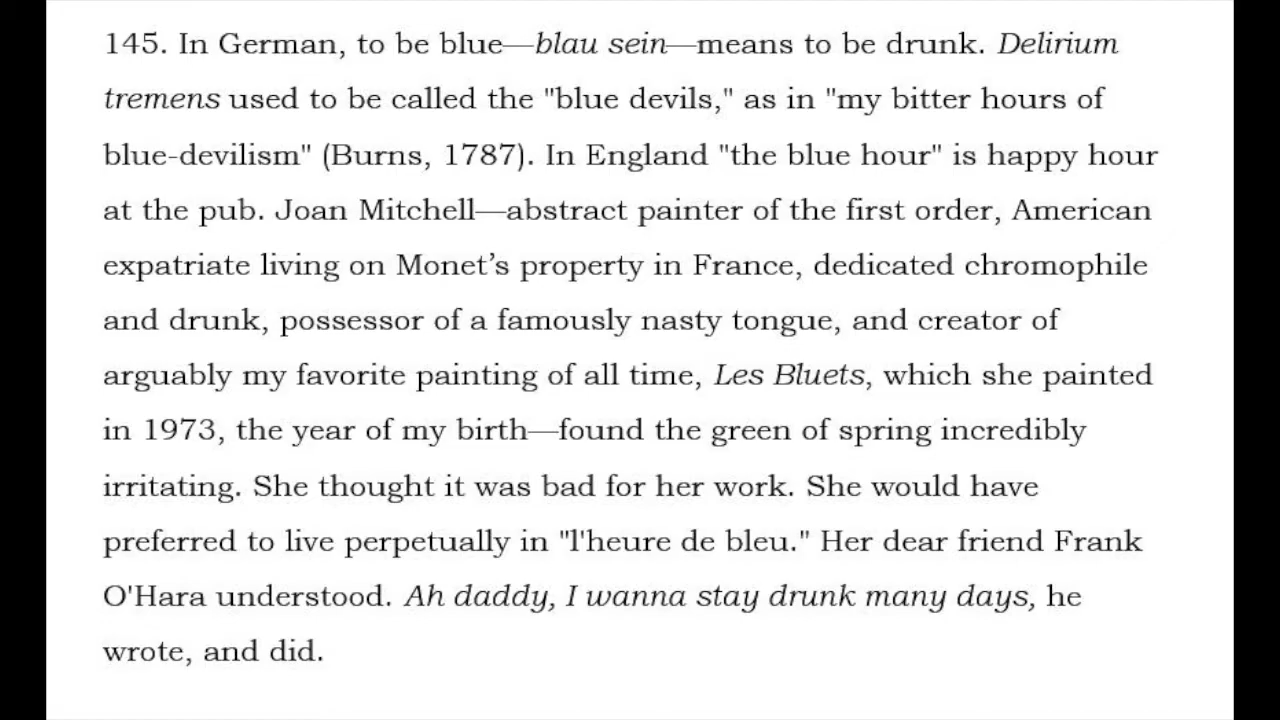 145. In German, to be blue—blau sein—means to be drunk. Delirium
tremens used to be called the "blue devils," as in "my bitter hours of
blue-devilism" (Burns, 1787). In England "the blue hour" is happy hour
at the pub. Joan Mitchell—abstract painter of the first order, American
expatriate living on Monet’s property in France, dedicated chromophile
and drunk, possessor of a famously nasty tongue, and creator of
arguably my favorite painting of all time, Les Bluets, which she painted
in 1973, the year of my birth—found the green of spring incredibly
irritating. She thought it was bad for her work. She would have
preferred to live perpetually in "l'heure de bleu." Her dear friend Frank
O'Hara understood. Ah daddy, I wanna stay drunk many days, he
wrote, and did.